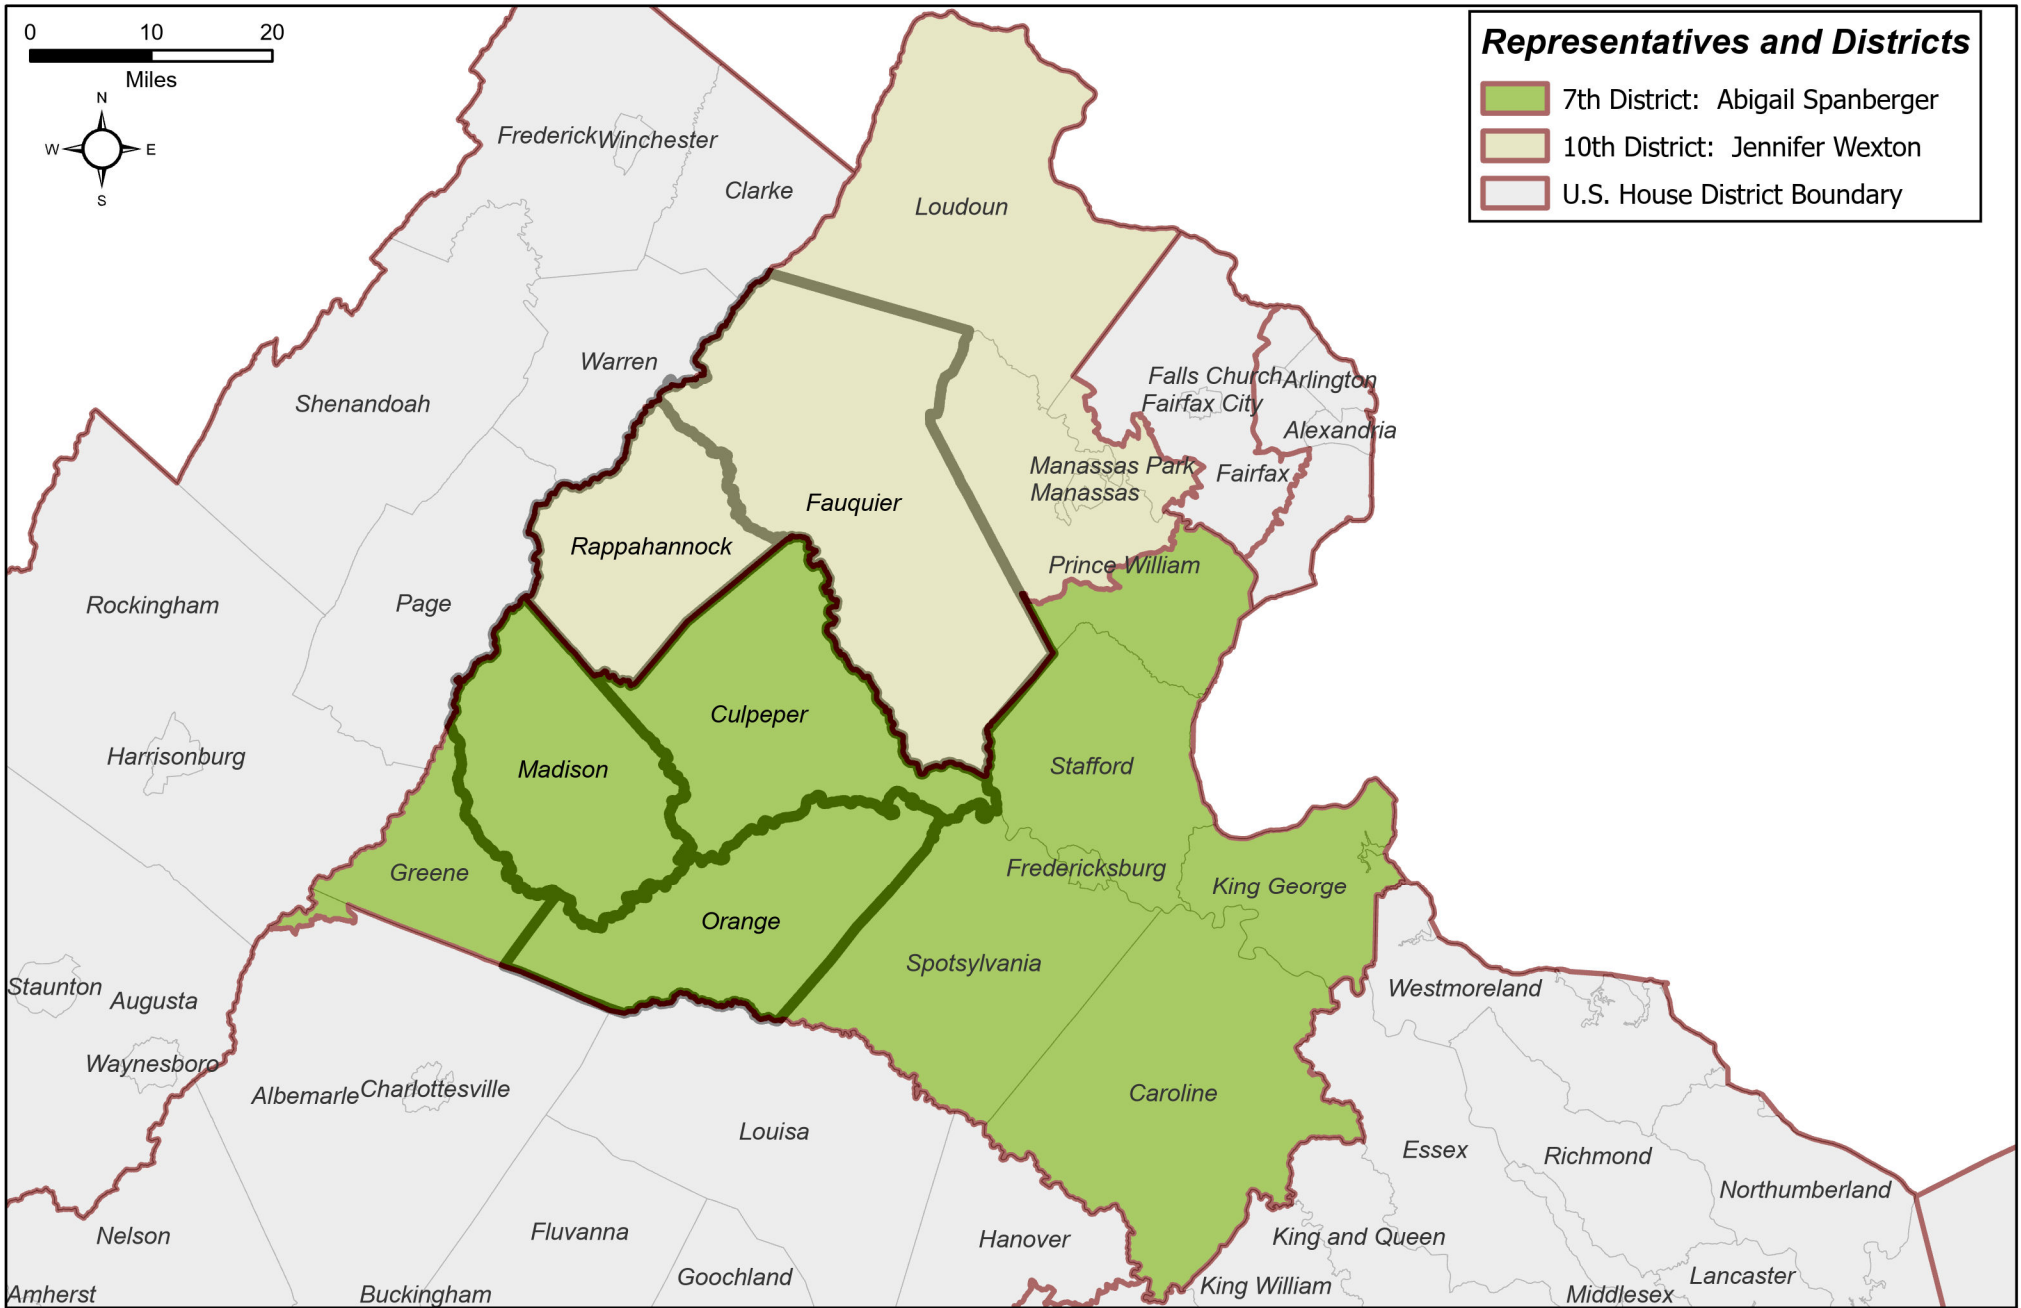 0 10 20
Miles
N
W E
S
Representatives and Districts
7th District: Abigail Spanberger
10th District: Jennifer Wexton
U.S. House District Boundary
Frederick Winchester
Clarke
Loudoun
Warren
Shenandoah
Falls Church Arlington
Fairfax City
Alexandria
Manassas Park
Fairfax
Manassas
Fauquier
Rappahannock
Prince William
Rockingham
Page
Culpeper
Harrisonburg
Madison
Stafford
Greene
Fredericksburg
King George
Orange
Spotsylvania
Staunton
Westmoreland
Augusta
Waynesboro
Albemarle Charlottesville
Caroline
Louisa
Essex
Richmond
Northumberland
Nelson
Fluvanna
Hanover
King and Queen
Goochland
Lancaster
King William
Amherst
Buckingham
Middlesex